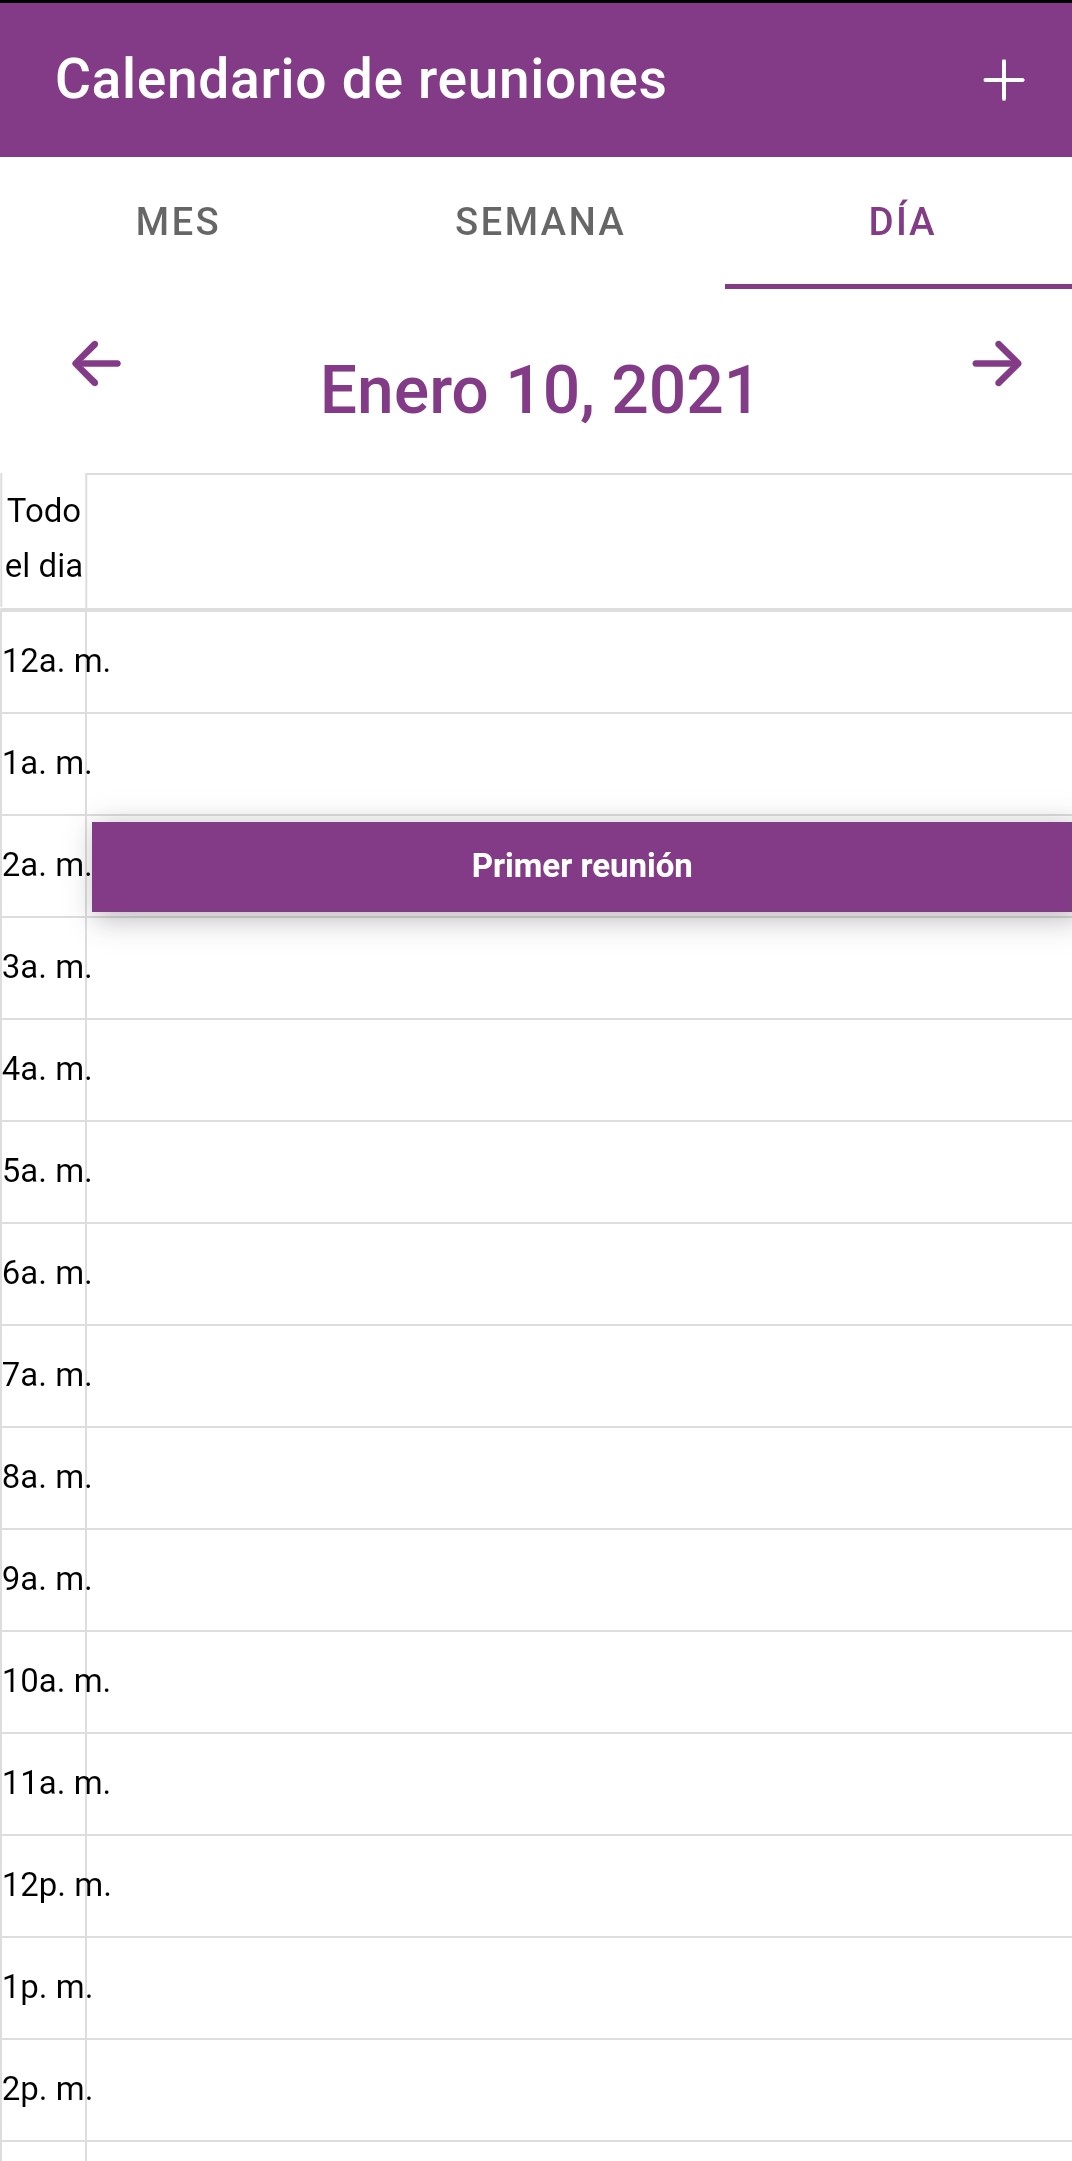 Calendario de reuniones
MES SEMANA DÍA
Enero 10, 2021
Todo
el dia
12a. m.
1a. m.
2a. m. Primer reunión
3a. m.
4a. m.
5a. m.
6a. m.
7a. m.
8a. m.
9a. m.
10a. m.
11a. m.
12p. m.
1p. m.
2p. m.